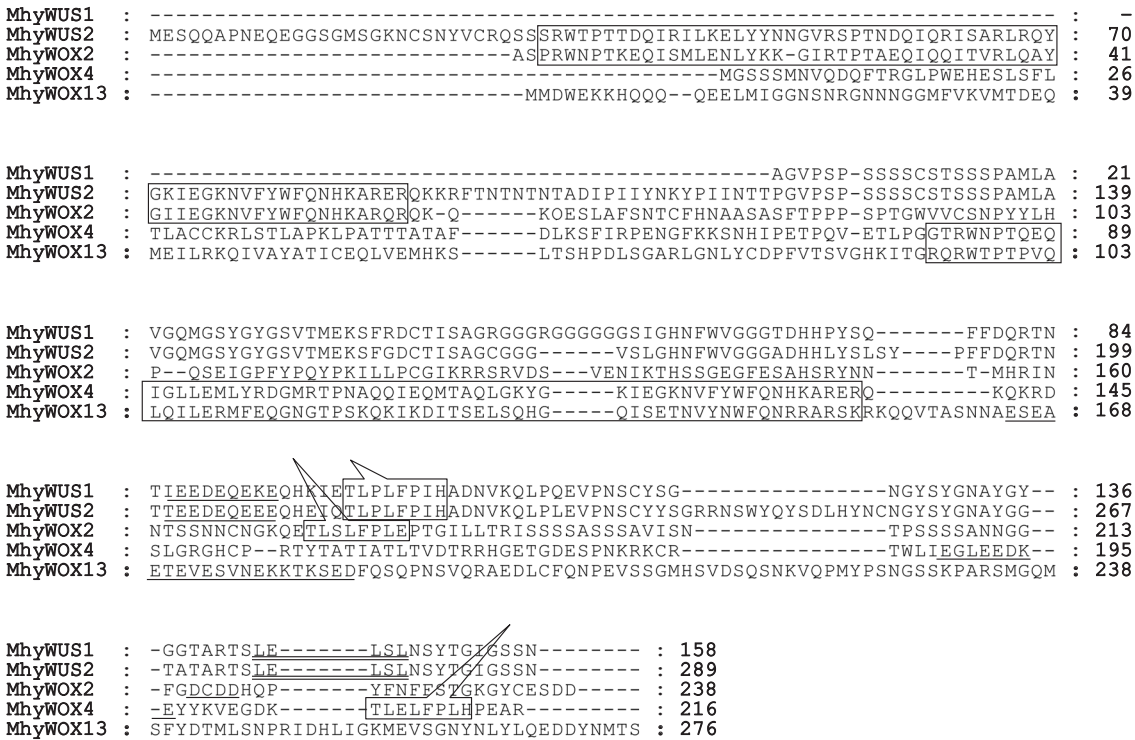 MhyWUS1 : ---------------------------------------------------------------------- : -
MhyWUS2 : MESQQAPNEQEGGSGMSGKNCSNYVCRQSSSRWTPTTDQIRILKELYYNNGVRSPTNDQIQRISARLRQY : 70
MhyWOX2 : ----------------------------ASPRWNPTKEQISMLENLYKK-GIRTPTAEQIQQITVRLQAY : 41
MhyWOX4 : --------------------------------------------MGSSSMNVQDQFTRGLPWEHESLSFL : 26
MhyWOX13 : -----------------------------MMDWEKKHQQQ--QEELMIGGNSNRGNNNGGMFVKVMTDEQ : 39
MhyWUS1 : ------------------------------------------------AGVPSP-SSSSCSTSSSPAMLA : 21
MhyWUS2 : GKIEGKNVFYWFQNHKARERQKKRFTNTNTNTADIPIIYNKYPIINTTPGVPSP-SSSSCSTSSSPAMLA : 139
MhyWOX2 : GIIEGKNVFYWFQNHKARQRQK-Q------KOESLAFSNTCFHNAASASFTPPP-SPTGWVVCSNPYYLH : 103
MhyWOX4 : TLACCKRLSTLAPKLPATTTATAF------DLKSFIRPENGFKKSNHIPETPQV-ETLPGGTRWNPTQEQ : 89
MhyWOX13 : MEILRKQIVAYATICEQLVEMHKS------LTSHPDLSGARLGNLYCDPFVTSVGHKITGRQRWTPTPVQ : 103
MhyWUS1 : VGQMGSYGYGSVTMEKSFRDCTISAGRGGGRGGGGGGSIGHNFWVGGGTDHHPYSQ-------FFDQRTN : 84
MhyWUS2 : VGQMGSYGYGSVTMEKSFGDCTISAGCGGG------VSLGHNFWVGGGADHHLYSLSY----PFFDQRTN : 199
MhyWOX2 : P--QSEIGPFYPQYPKILLPCGIKRRSRVDS---VENIKTHSSGEGFESAHSRYNN-------T-MHRIN : 160
MhyWOX4 : IGLLEMLYRDGMRTPNAQQIEQMTAQLGKYG------KIEGKNVFYWFQNHKARERQ-------KQKRD : 145
MhyWOX13 : LQILERMFEQGNGTPSKQKIKDITSELSQHG------QISETNVYNWFQNRRARSKRKQQVTASNNAESEA : 168
MhyWUS1 : TIEEDEQEKEQHKIETLPLFPIHADNVKQLPQEVPNSCYSG----------------NGYSYGNAYGY-- : 136
MhyWUS2 : TTEEDEQEEEQHEIQTLPLFPIHADNVKQLPLEVPNSCYYSGRRNSWYQYSDLHYNCNGYSYGNAYGG-- : 267
MhyWOX2 : NTSSNNCNGKQETLSLFPLEPTGILLTRISSSSASSSAVISN---------------TPSSSSANNGG-- : 213
MhyWOX4 : SLGRGHCP--RTYTATIATLTVDTRRHGETGDESPNKRKCR----------------TWLIEGLEEDK-- : 195
MhyWOX13 : ETEVESVNEKKTKSEDFQSQPNSVQRAEDLCFQNPEVSSGMHSVDSQSNKVQPMYPSNGSSKPARSMGQM : 238
MhyWUS1 : -GGTARTSLE-------LSLNSYTGIGSSN-------- : 158
MhyWUS2 : -TATARTSLE-------LSLNSYTGIGSSN-------- : 289
MhyWOX2 : -FGDCDDHQP-------YFNFFSTGKGYCESDD----- : 238
MhyWOX4 : -EYYKVEGDK-------TLELFPLHPEAR--------- : 216
MhyWOX13 : SFYDTMLSNPRIDHLIGKMEVSGNYNLYLQEDDYNMTS : 276